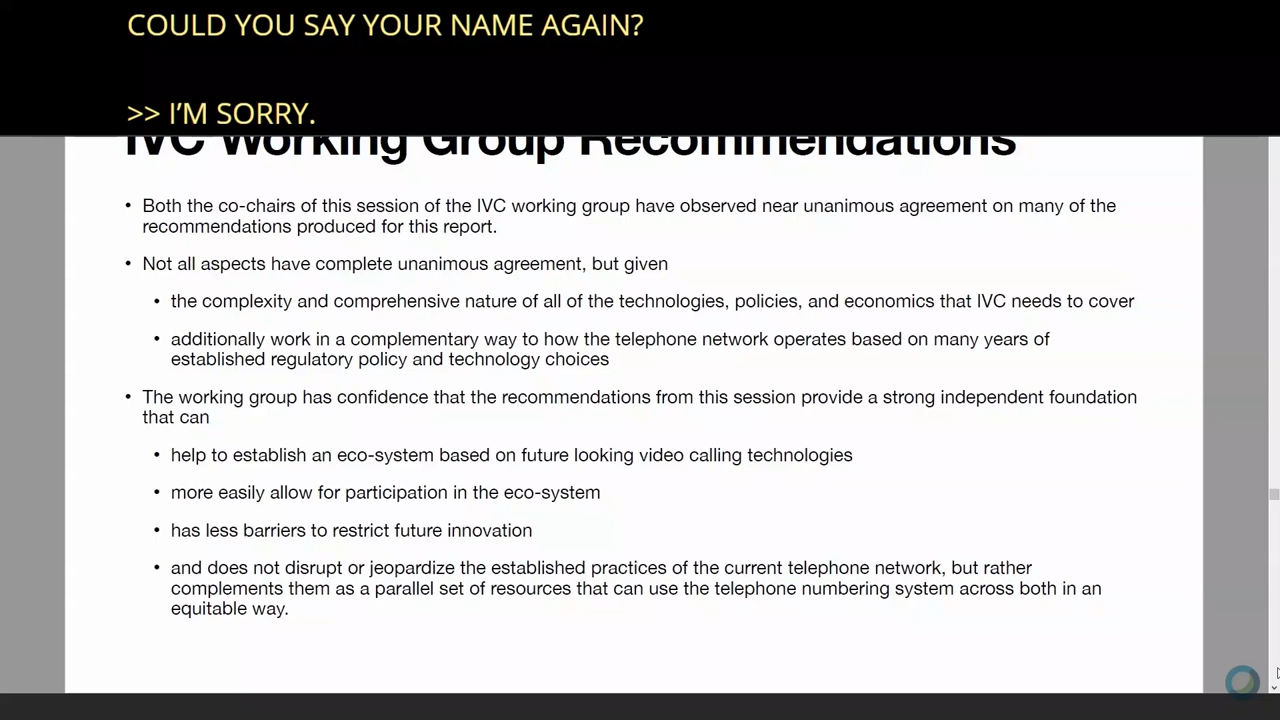 COULD YOU SAY YOUR NAME AGAIN?
>> I'M SORRY.
IVC Working Group Recommendations
• Both the co-chairs of this session of the IVC working group have observed near unanimous agreement on many of the
recommendations produced for this report.
• Not all aspects have complete unanimous agreement, but given
• the complexity and comprehensive nature of all of the technologies, policies, and economics that IVC needs to cover
• additionally work in a complementary way to how the telephone network operates based on many years of
established regulatory policy and technology choices
• The working group has confidence that the recommendations from this session provide a strong independent foundation
that can
• help to establish an eco-system based on future looking video calling technologies
• more easily allow for participation in the eco-system
• has less barriers to restrict future innovation
• and does not disrupt or jeopardize the established practices of the current telephone network, but rather
complements them as a parallel set of resources that can use the telephone numbering system across both in an
equitable way.